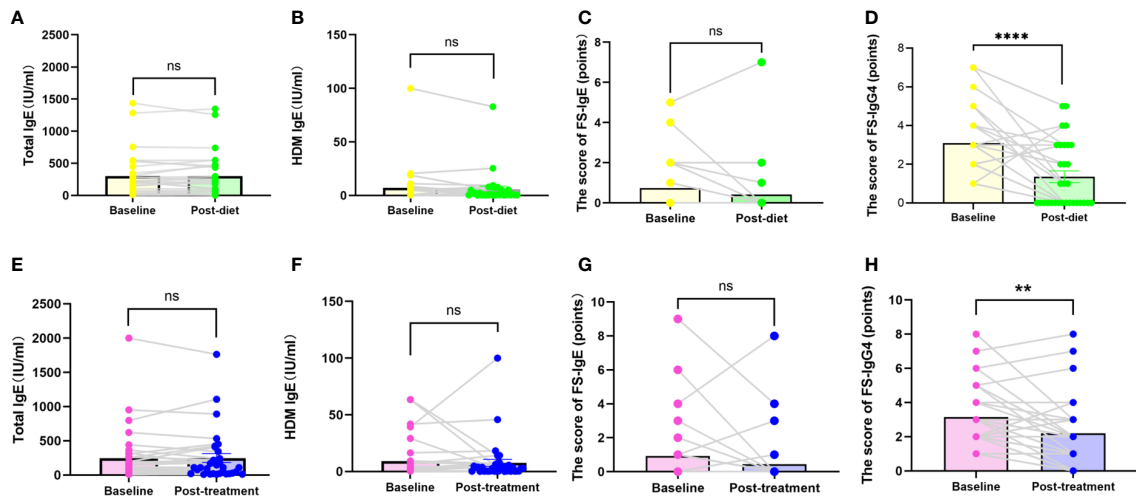 A
Total IgE（IU/ml）
2500
2000
1500
1000
500
0
ns
Baseline
Post-diet
B
HDM IgE（IU/ml）
150
100
50
0
ns
Baseline
Post-diet
C
The score of FS-IgE (points）
8
6
4
2
0
ns
Baseline
Post-diet
D
The score of FS-IgG4 (points)
8
6
4
2
0
****
Baseline
Post-diet
E
Total IgE（IU/ml）
2500
2000
1500
1000
500
0
ns
Baseline
Post-treatment
F
HDM IgE（IU/ml）
150
100
50
0
ns
Baseline
Post-treatment
G
The score of FS-IgE (points）
10
8
6
4
2
0
ns
Baseline
Post-treatment
H
The score of FS-IgG4 (points)
10
8
6
4
2
0
**
Baseline
Post-treatment